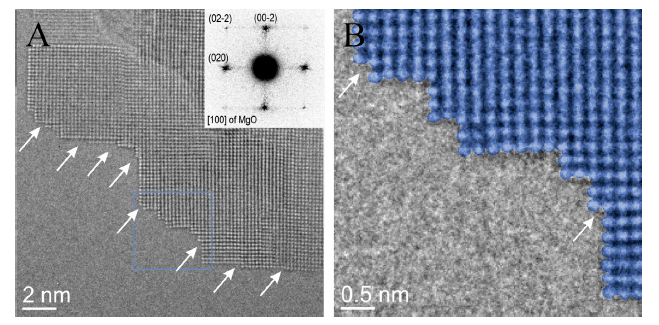 A
(02-2)
(00-2)
(020)
[100] of MgO
2 nm
B
0.5 nm